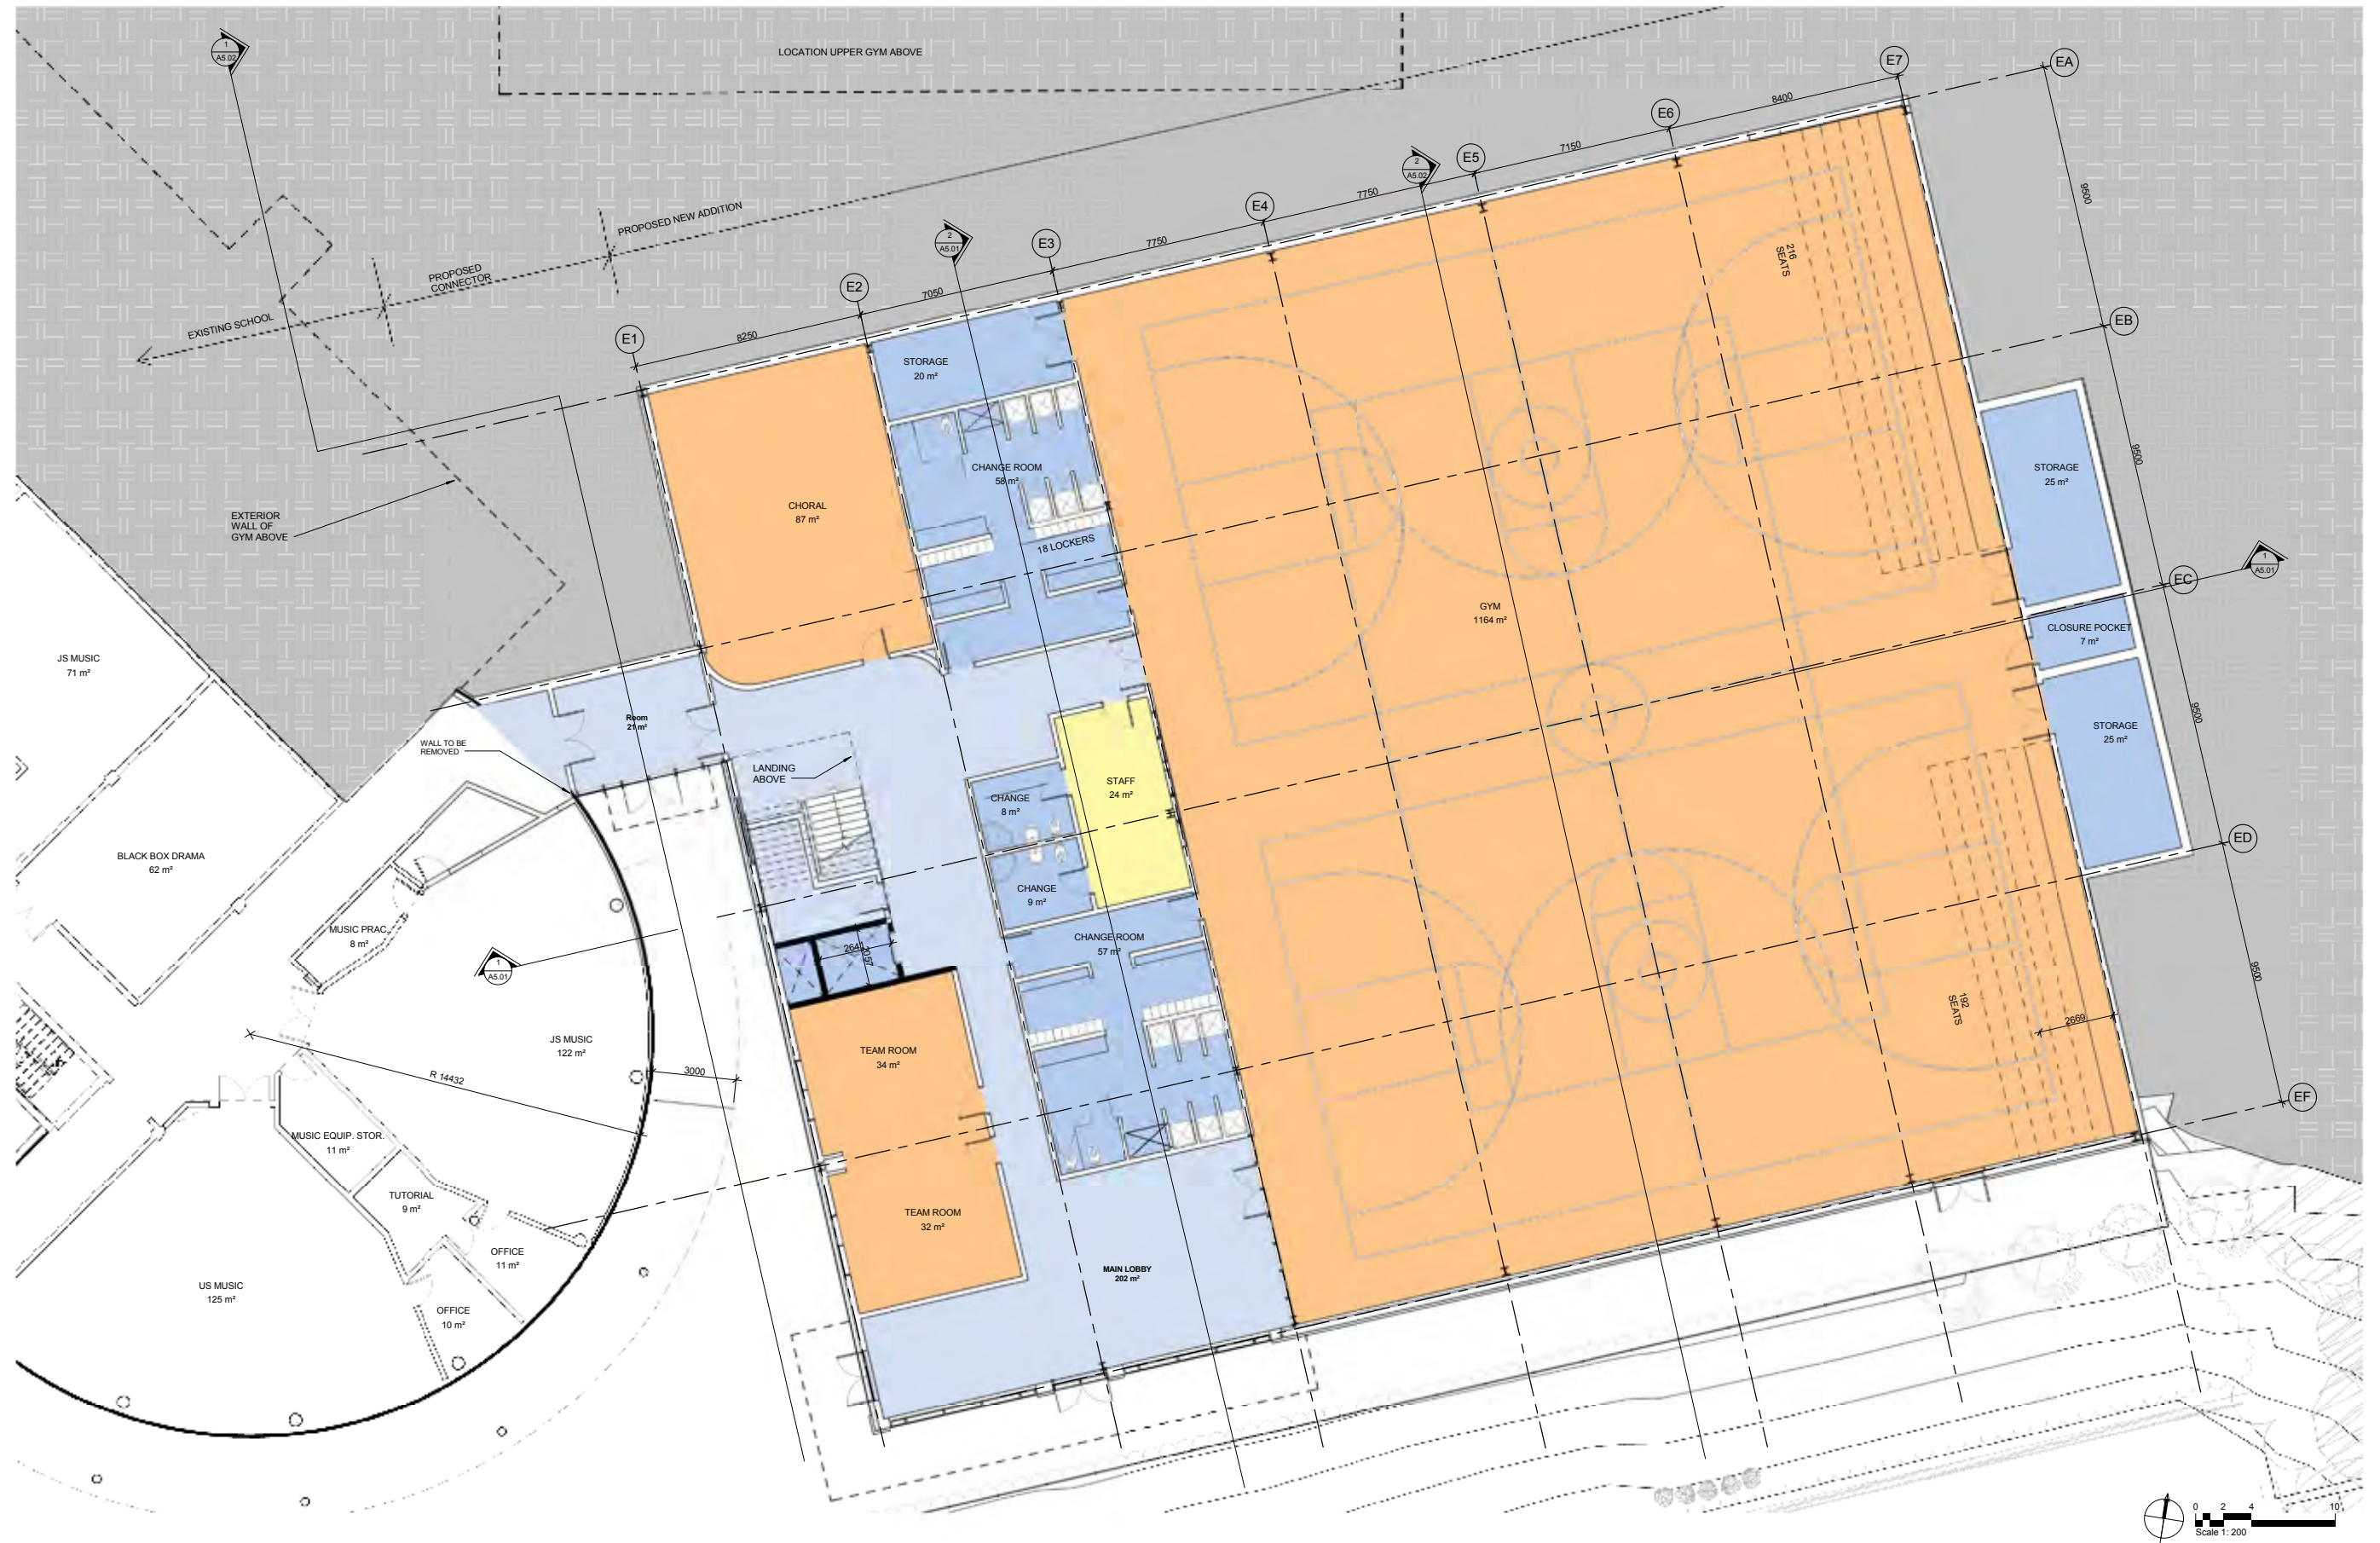 1
A5.02
LOCATION UPPER GYM ABOVE
E7
EA
8400
E6
7150
2
A5.02
E5
7750
E4
9500
PROPOSED NEW ADDITION
2
A5.01
E3
7750
216
SEATS
PROPOSED
CONNECTOR
E2
7050
EB
EXISTING SCHOOL
E1
8250
STORAGE
20 m²
CHANGE ROOM
58 m²
STORAGE
25 m²
9500
CHORAL
87 m²
EXTERIOR
WALL OF
GYM ABOVE
18 LOCKERS
1
A5.01
EC
GYM
1164 m²
CLOSURE POCKET
7 m²
JS MUSIC
71 m²
Room
21 m²
WALL TO BE
REMOVED
9500
STORAGE
25 m²
LANDING
ABOVE
STAFF
24 m²
CHANGE
8 m²
ED
BLACK BOX DRAMA
62 m²
CHANGE
9 m²
MUSIC PRAC.
8 m²
CHANGE ROOM
57 m²
2641
2057
1
A5.01
9500
192
SEATS
2669
JS MUSIC
122 m²
TEAM ROOM
34 m²
R 14432
3000
EF
MUSIC EQUIP. STOR.
11 m²
TUTORIAL
9 m²
TEAM ROOM
32 m²
OFFICE
11 m²
MAIN LOBBY
202 m²
US MUSIC
125 m²
OFFICE
10 m²
0 2 4 10
Scale 1: 200